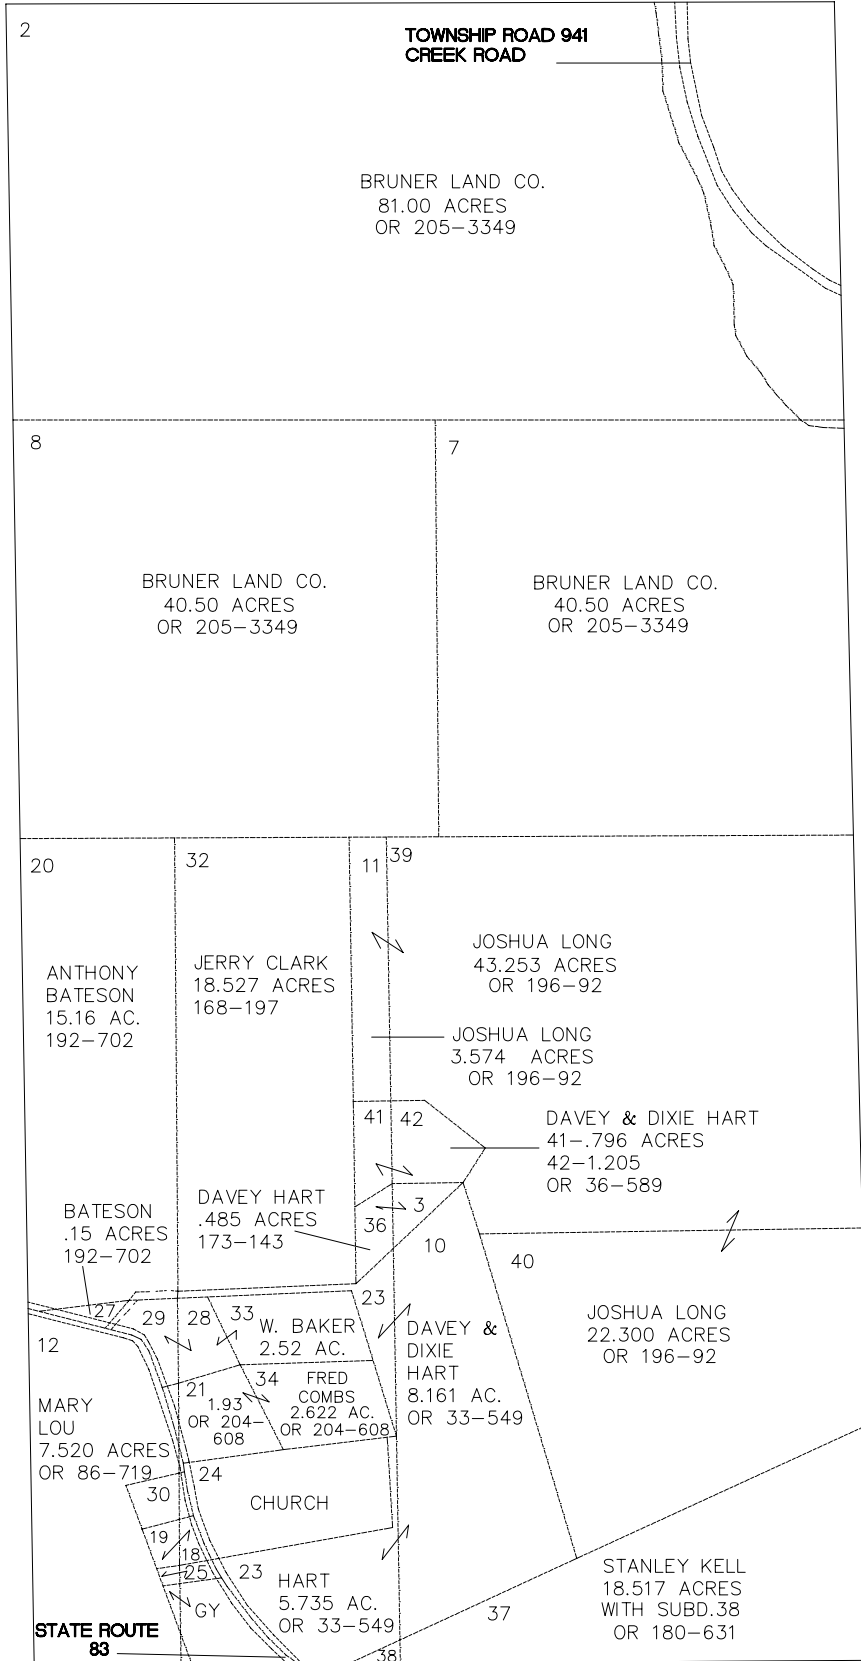 2
TOWNSHIP ROAD 941
CREEK ROAD
BRUNER LAND CO.
81.00 ACRES
OR 205-3349
8
7
BRUNER LAND CO.
40.50 ACRES
OR 205-3349
BRUNER LAND CO.
40.50 ACRES
OR 205-3349
20
32
11
39
ANTHONY
BATESON
15.16 AC.
192-702
JERRY CLARK
18.527 ACRES
168-197
JOSHUA LONG
43.253 ACRES
OR 196-92
JOSHUA LONG
3.574 ACRES
OR 196-92
41
42
DAVEY & DIXIE HART
41-.796 ACRES
42-1.205
OR 36-589
BATESON
.15 ACRES
192-702
DAVEY HART
.485 ACRES
173-143
36
3
10
40
27
29
28
33
23
12
W. BAKER
2.52 AC.
DAVEY &
DIXIE
HART
8.161 AC.
OR 33-549
JOSHUA LONG
22.300 ACRES
OR 196-92
21
1.93
OR 204-
608
34
FRED
COMBS
2.622 AC.
OR 204-608
MARY
LOU
7.520 ACRES
OR 86-719
24
CHURCH
30
19
18
25
23
GY
HART
5.735 AC.
OR 33-549
37
STANLEY KELL
18.517 ACRES
WITH SUBD.38
OR 180-631
STATE ROUTE
83
38